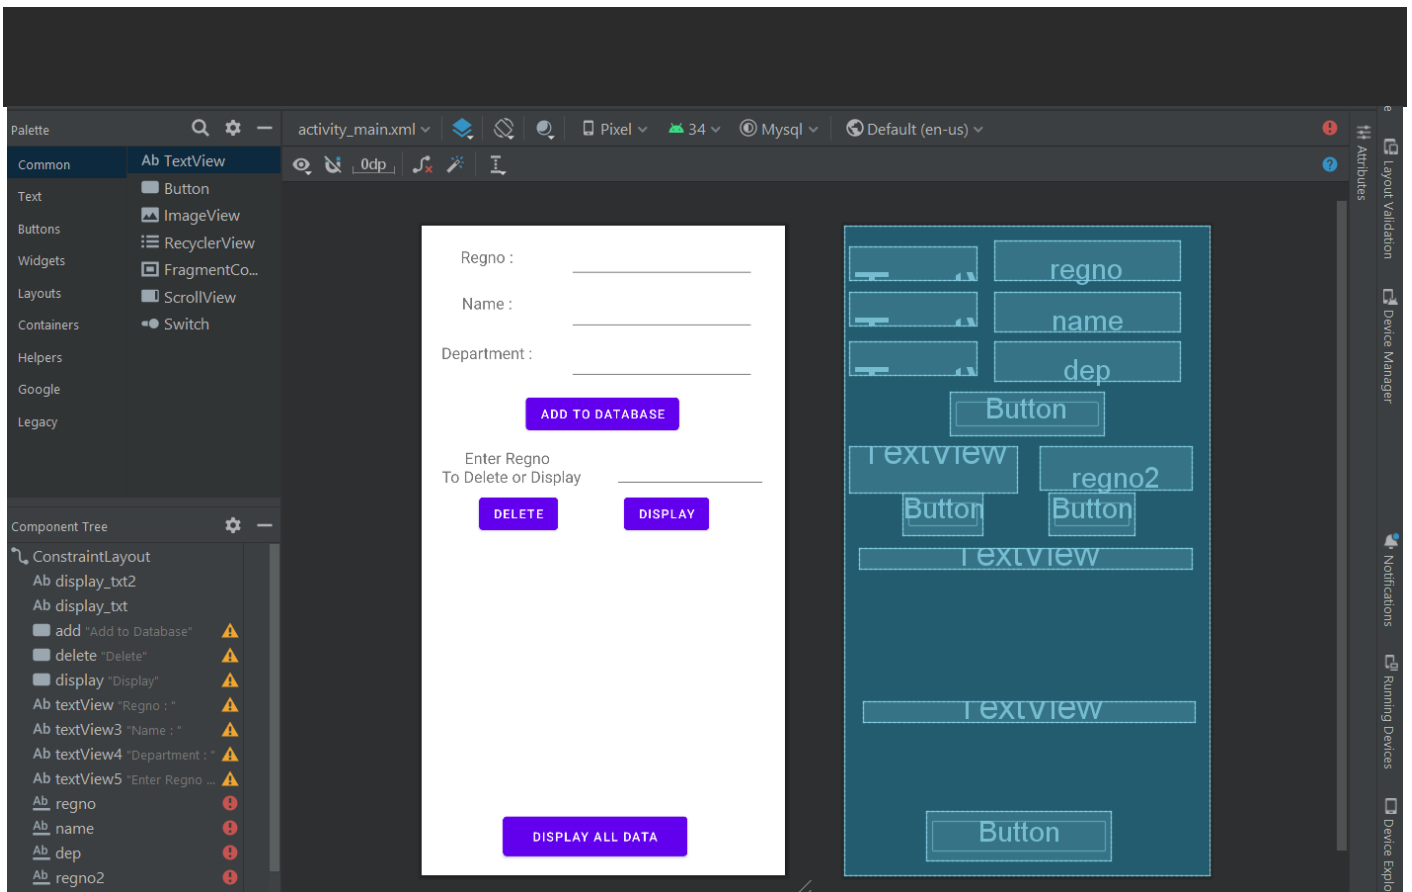 Palette
activity_main.xml
Pixel
34
Mysql
Default (en-us)
Common
Text
Buttons
Widgets
Layouts
Containers
Helpers
Google
Legacy
Ab TextView
Button
ImageView
RecyclerView
FragmentCo...
ScrollView
Switch
0dp
Component Tree
ConstraintLayout
Ab display_txt2
Ab display_txt
add "Add to Database"
delete "Delete"
display "Display"
Ab textView "Regno : "
Ab textView3 "Name : "
Ab textView4 "Department : "
Ab textView5 "Enter Regno ...
Ab regno
Ab name
Ab dep
Ab regno2
Regno :
Name :
Department :
ADD TO DATABASE
Enter Regno
To Delete or Display
DELETE
DISPLAY
DISPLAY ALL DATA
regno
name
dep
Button
TextView
regno2
Button
Button
TextView
TextView
Button
Attributes
Layout Validation
Device Manager
Notifications
Running Devices
Device Explo